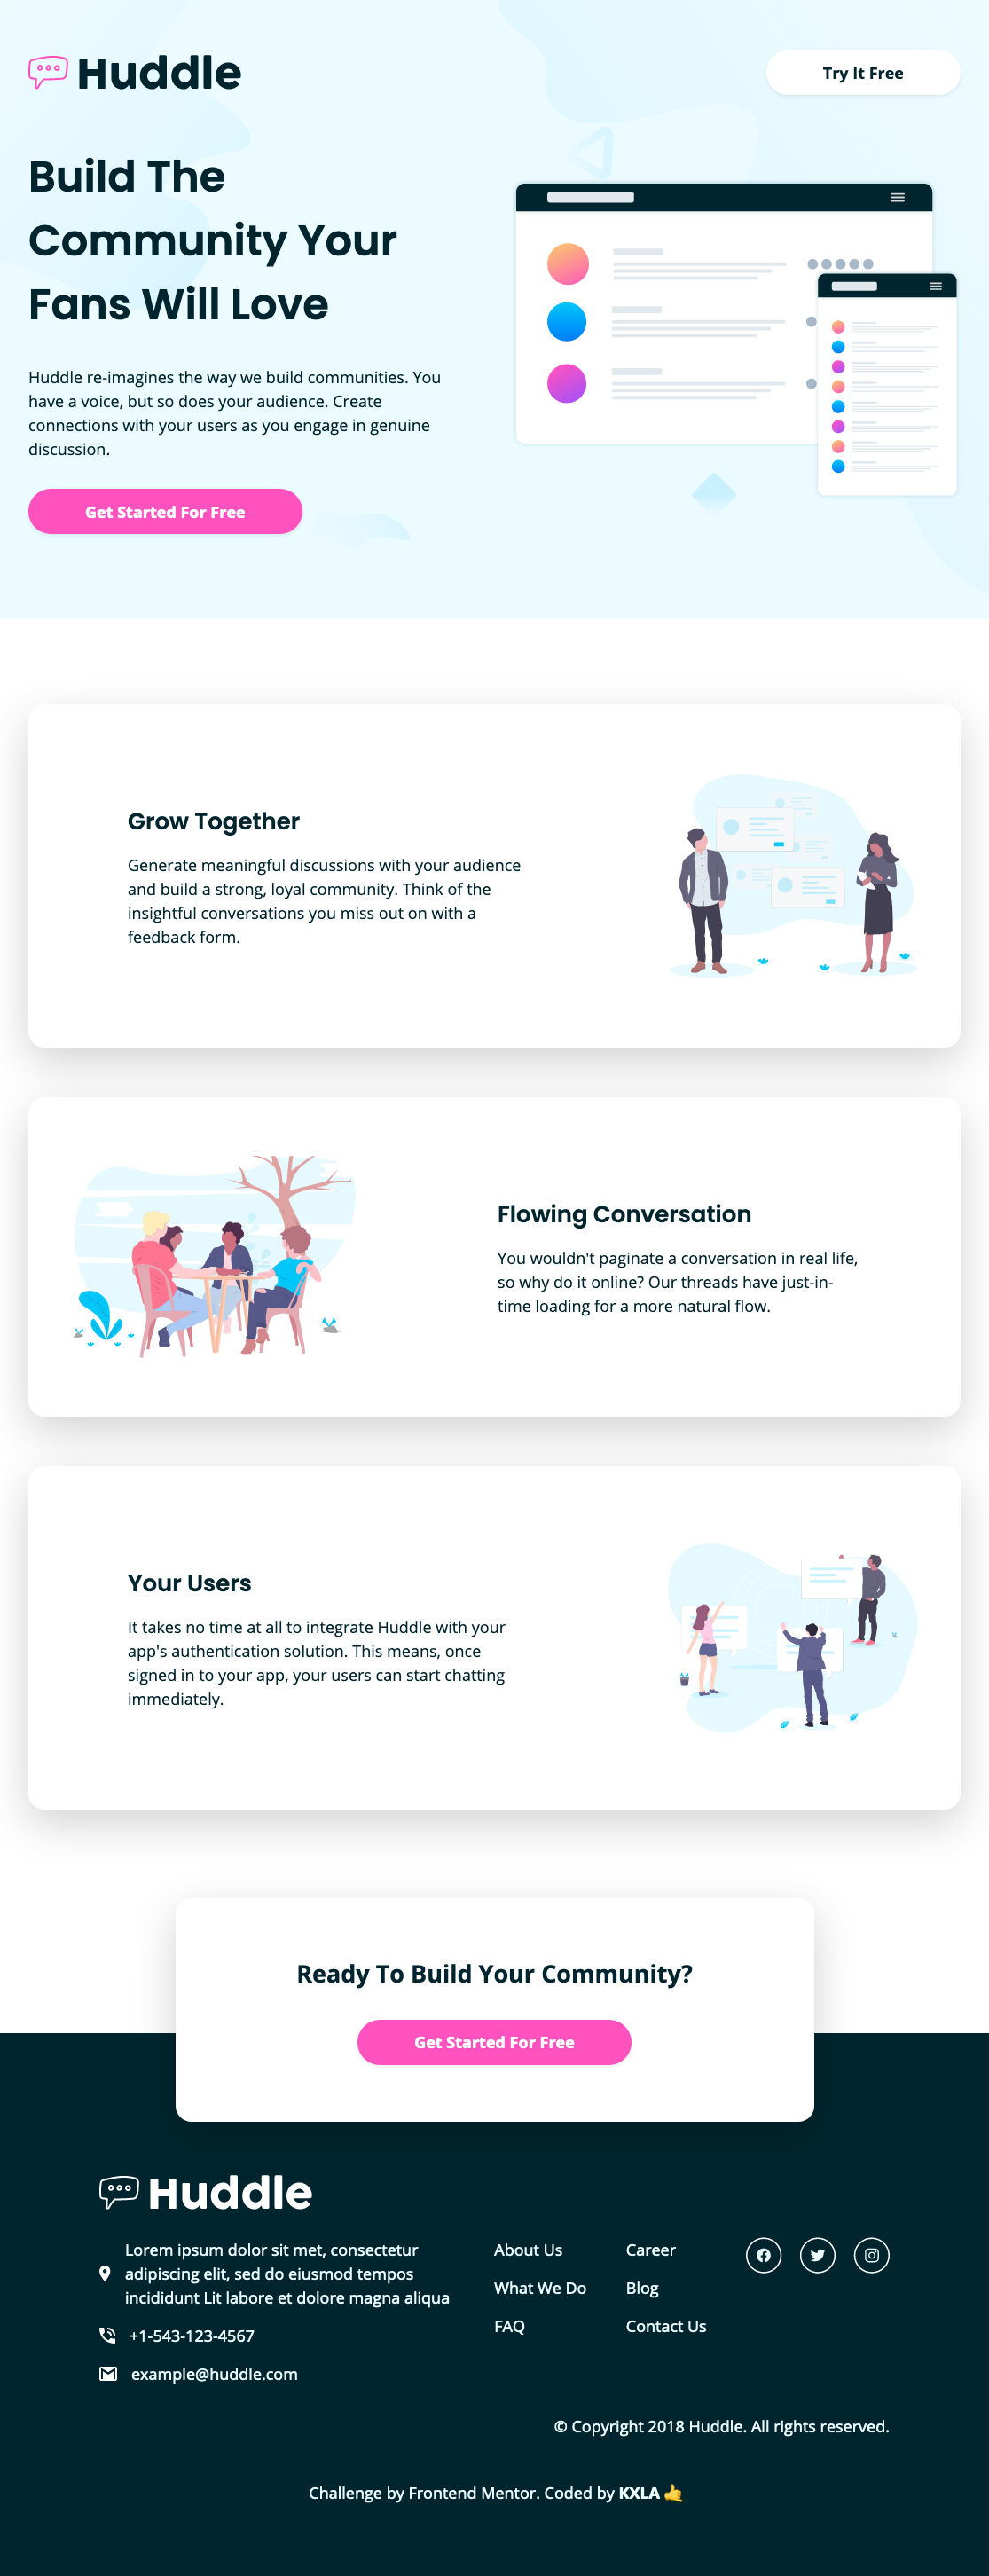 Huddle
Try It Free
Build The
Community Your
Fans Will Love
Huddle re-imagines the way we build communities. You
have a voice, but so does your audience. Create
connections with your users as you engage in genuine
discussion.
Get Started For Free
Grow Together
Generate meaningful discussions with your audience
and build a strong, loyal community. Think of the
insightful conversations you miss out on with a
feedback form.
Flowing Conversation
You wouldn't paginate a conversation in real life,
so why do it online? Our threads have just-in-
time loading for a more natural flow.
Your Users
It takes no time at all to integrate Huddle with your
app's authentication solution. This means, once
signed in to your app, your users can start chatting
immediately.
Ready To Build Your Community?
Get Started For Free
Huddle
Lorem ipsum dolor sit met, consectetur
adipiscing elit, sed do eiusmod tempos
incididunt Lit labore et dolore magna aliqua
+1-543-123-4567
example@huddle.com
About Us
What We Do
FAQ
Career
Blog
Contact Us
© Copyright 2018 Huddle. All rights reserved.
Challenge by Frontend Mentor. Coded by KXLA 🤙